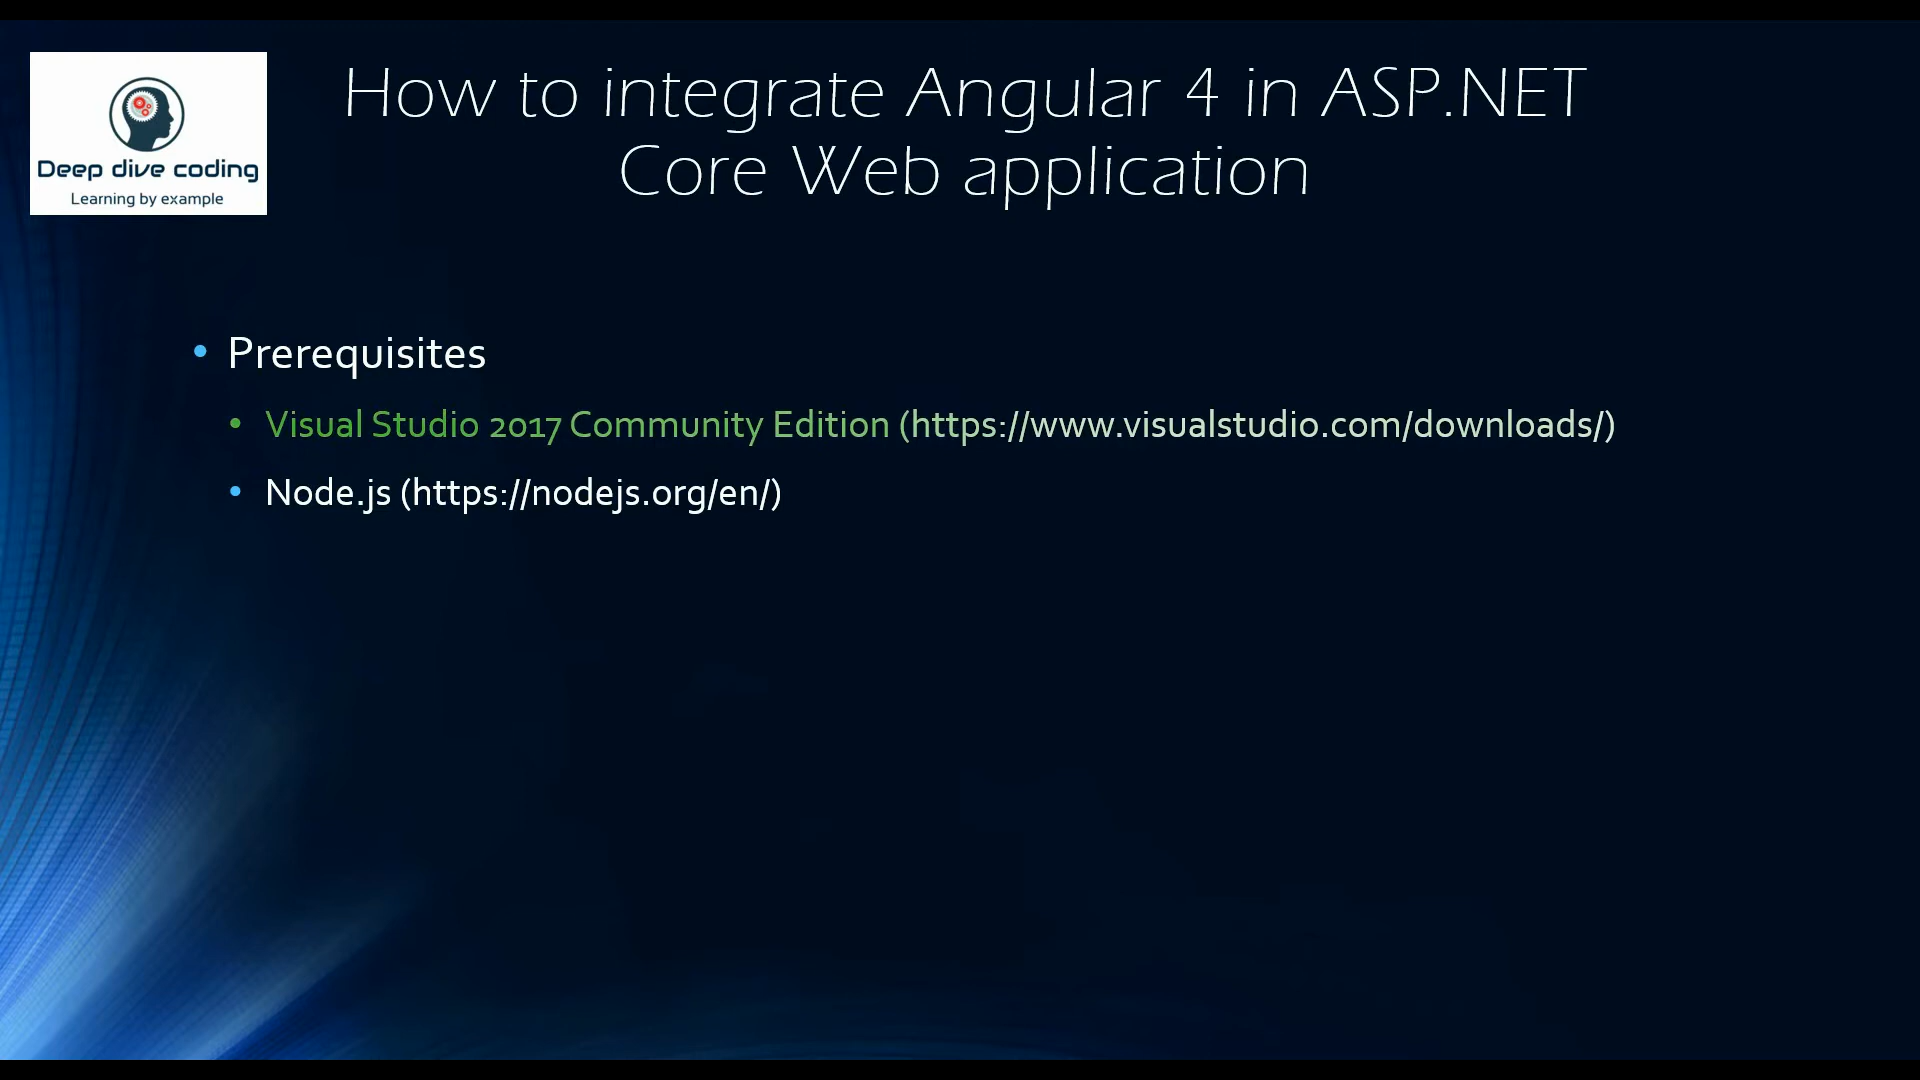 Deep dive coding
Learning by example
How to integrate Angular 4 in ASP.NET
Core Web application
• Prerequisites
• Visual Studio 2017 Community Edition (https://www.visualstudio.com/downloads/)
• Node.js (https://nodejs.org/en/)